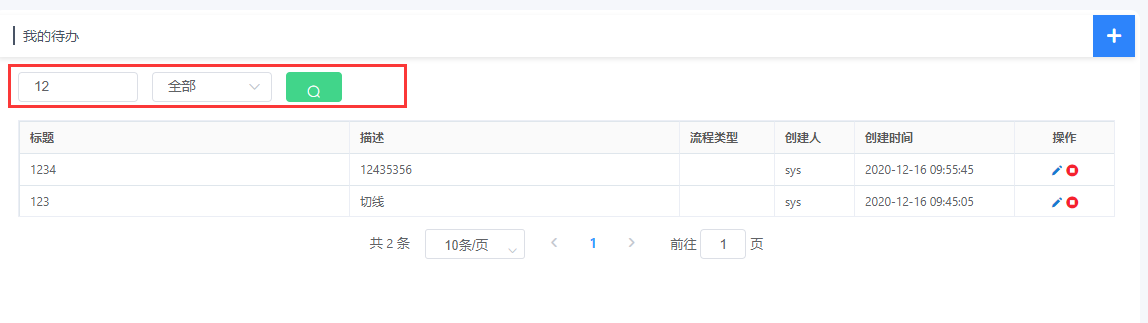 我的待办
12 全部
标题 描述 流程类型 创建人 创建时间 操作
1234 12435356 sys 2020-12-16 09:55:45
123 切线 sys 2020-12-16 09:45:05
共 2 条 10条/页 1 前往 1 页